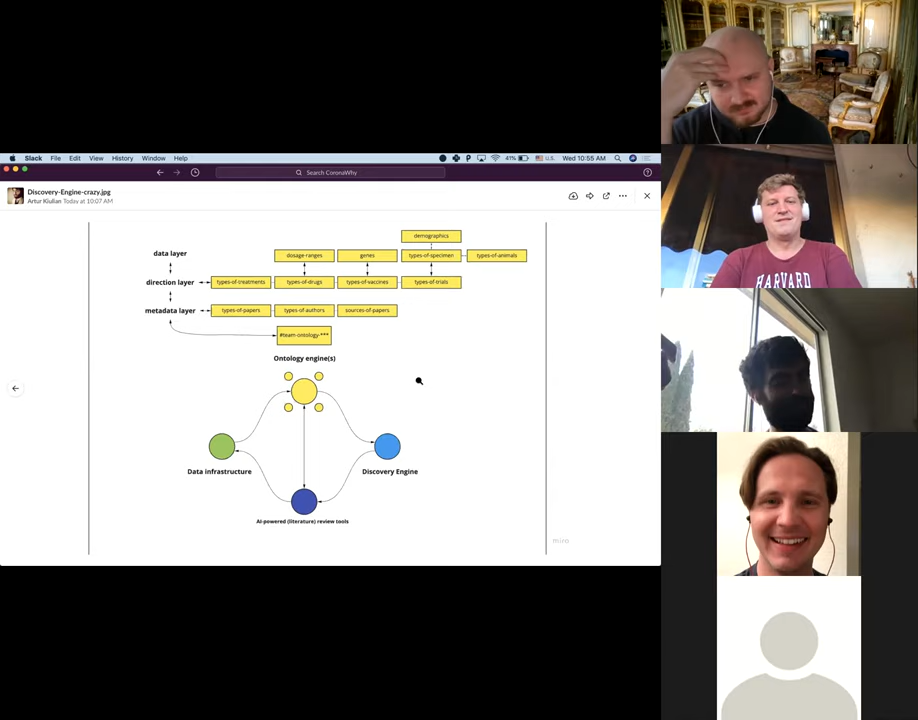 Slack File Edit View History Window Help 41% U.S. Wed 10:55 AM
Search CoronaWhy
Discovery-Engine-crazy.jpg
Artur Kiulian Today at 10:07 AM
demographics
data layer dosage-ranges genes types-of-specimen types-of-animals
direction layer types-of-treatments types-of-drugs types-of-vaccines types-of-trials
metadata layer types-of-papers types-of-authors sources-of-papers
#team-ontology-***
Ontology engine(s)
Data infrastructure Discovery Engine
AI-powered (literature) review tools
miro
HARVARD